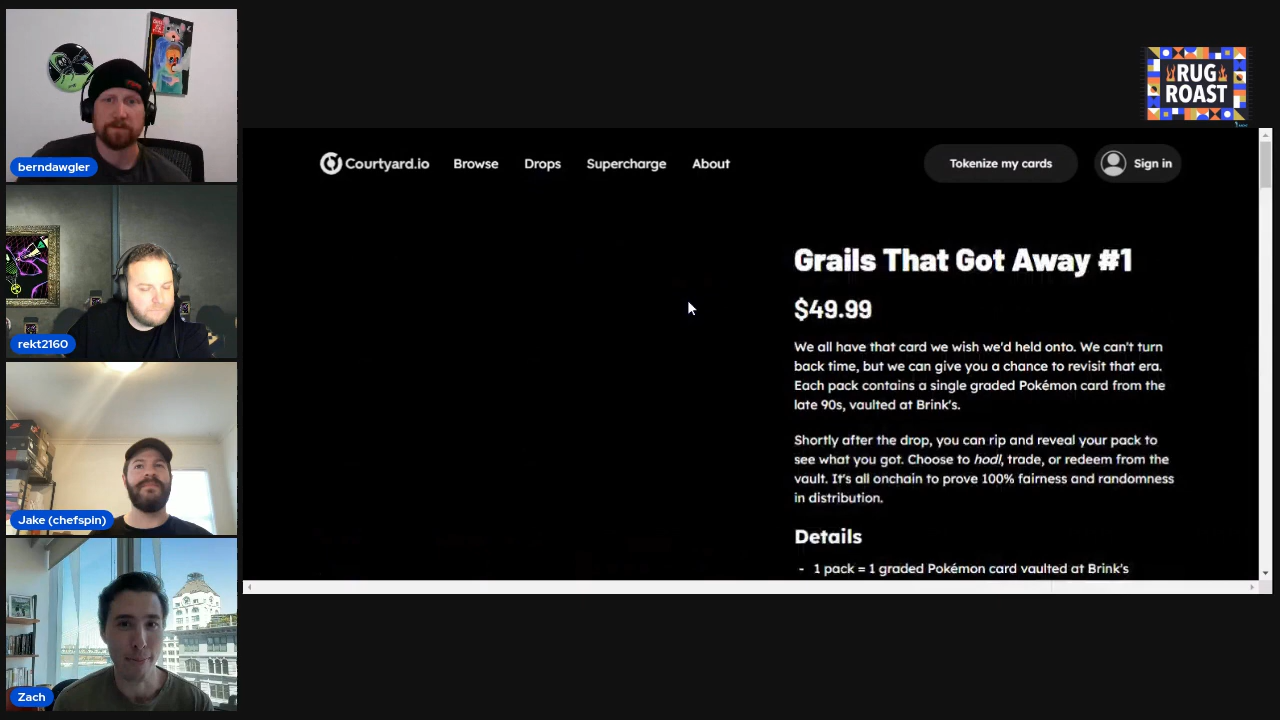 berndawgler
rekt2160
Jake (chefspin)
Zach
RUG
ROAST
Courtyard.io
Browse
Drops
Supercharge
About
Tokenize my cards
Sign in
Grails That Got Away #1
$49.99
We all have that card we wish we'd held onto. We can't turn
back time, but we can give you a chance to revisit that era.
Each pack contains a single graded Pokémon card from the
late 90s, vaulted at Brink's.
Shortly after the drop, you can rip and reveal your pack to
see what you got. Choose to hodl, trade, or redeem from the
vault. It's all onchain to prove 100% fairness and randomness
in distribution.
Details
- 1 pack = 1 graded Pokémon card vaulted at Brink's